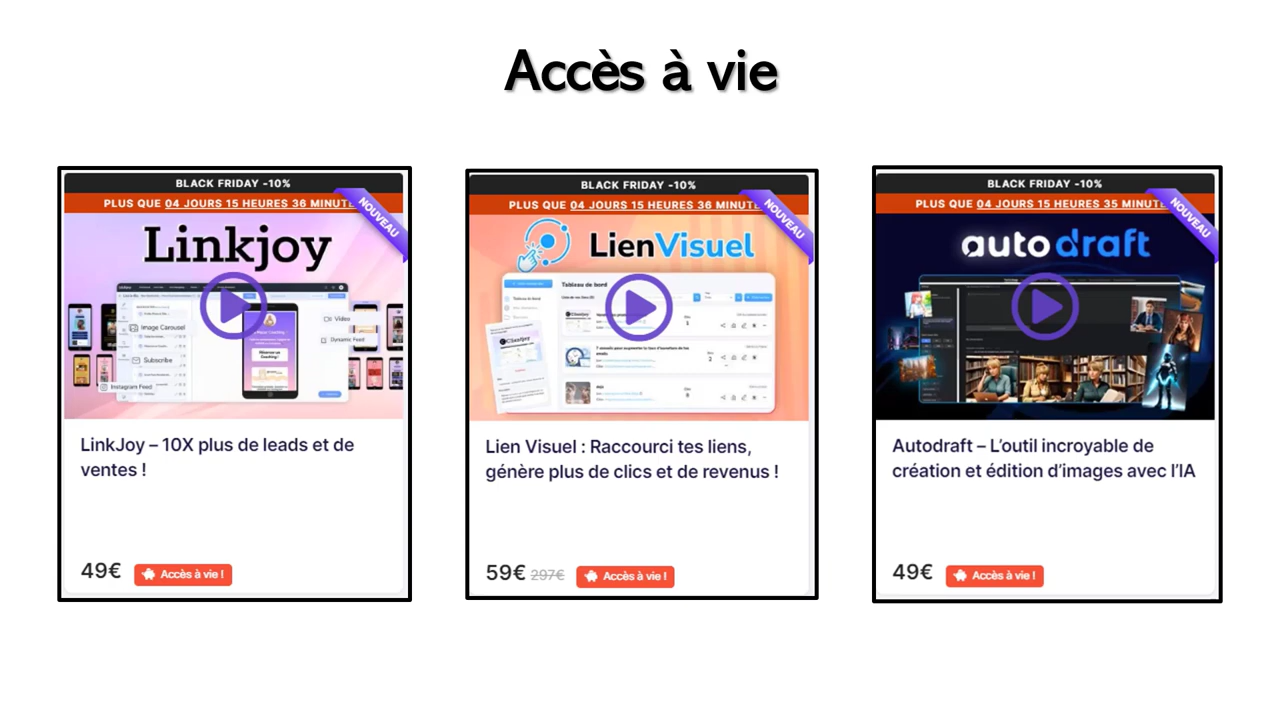 Accès à vie
BLACK FRIDAY -10%
PLUS QUE 04 JOURS 15 HEURES 36 MINUTE
NOUVEAU
Linkjoy
Image Carousel
Subscribe
Instagram Feed
Video
Dynamic Feed
LinkJoy – 10X plus de leads et de
ventes !
49€ Accès à vie !
BLACK FRIDAY -10%
PLUS QUE 04 JOURS 15 HEURES 36 MINUTE
NOUVEAU
LienVisuel
Tableau de bord
Lien Visuel : Raccourci tes liens,
génère plus de clics et de revenus !
59€ 297€ Accès à vie !
BLACK FRIDAY -10%
PLUS QUE 04 JOURS 15 HEURES 35 MINUT
NOUVEAU
autodraft
Autodraft – L’outil incroyable de
création et édition d’images avec l’IA
49€ Accès à vie !